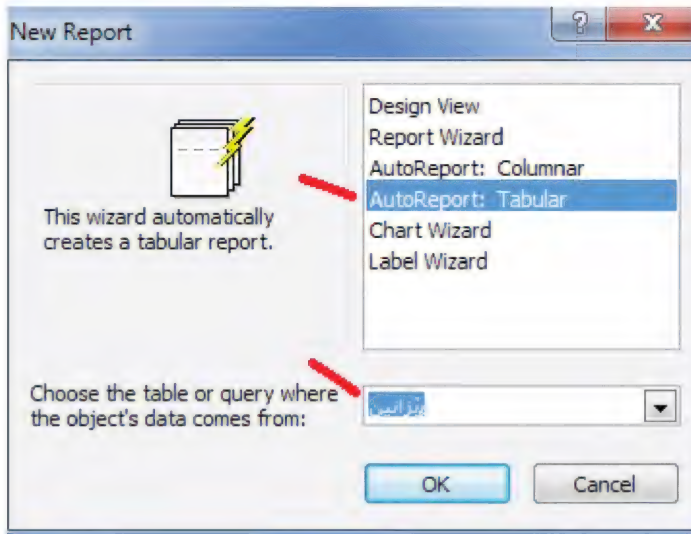 New Report
Design View
Report Wizard
AutoReport: Columnar
AutoReport: Tabular
Chart Wizard
Label Wizard
This wizard automatically
creates a tabular report.
Choose the table or query where
the object's data comes from:
OK
Cancel